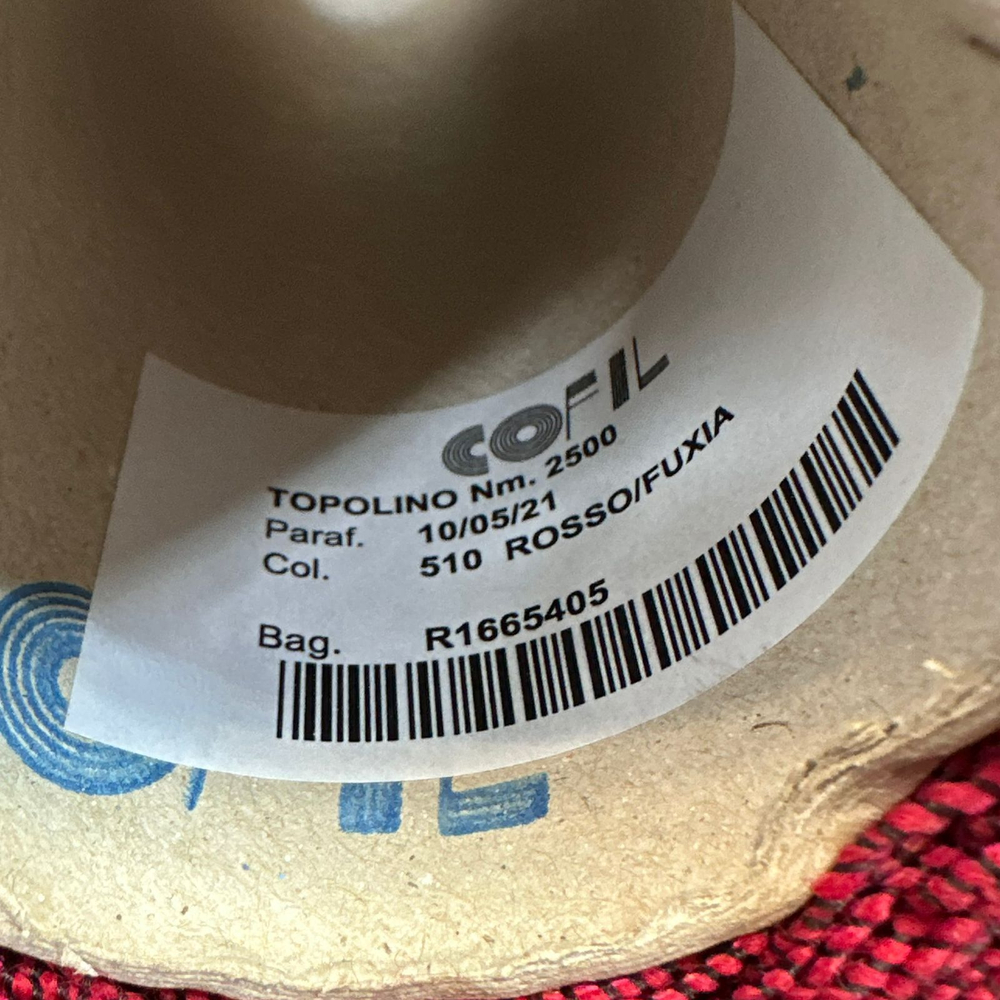 COFIL
TOPOLINO Nm. 2500
Paraf. 10/05/21
Col. 510 ROSSO/FUXIA
Bag. R1665405